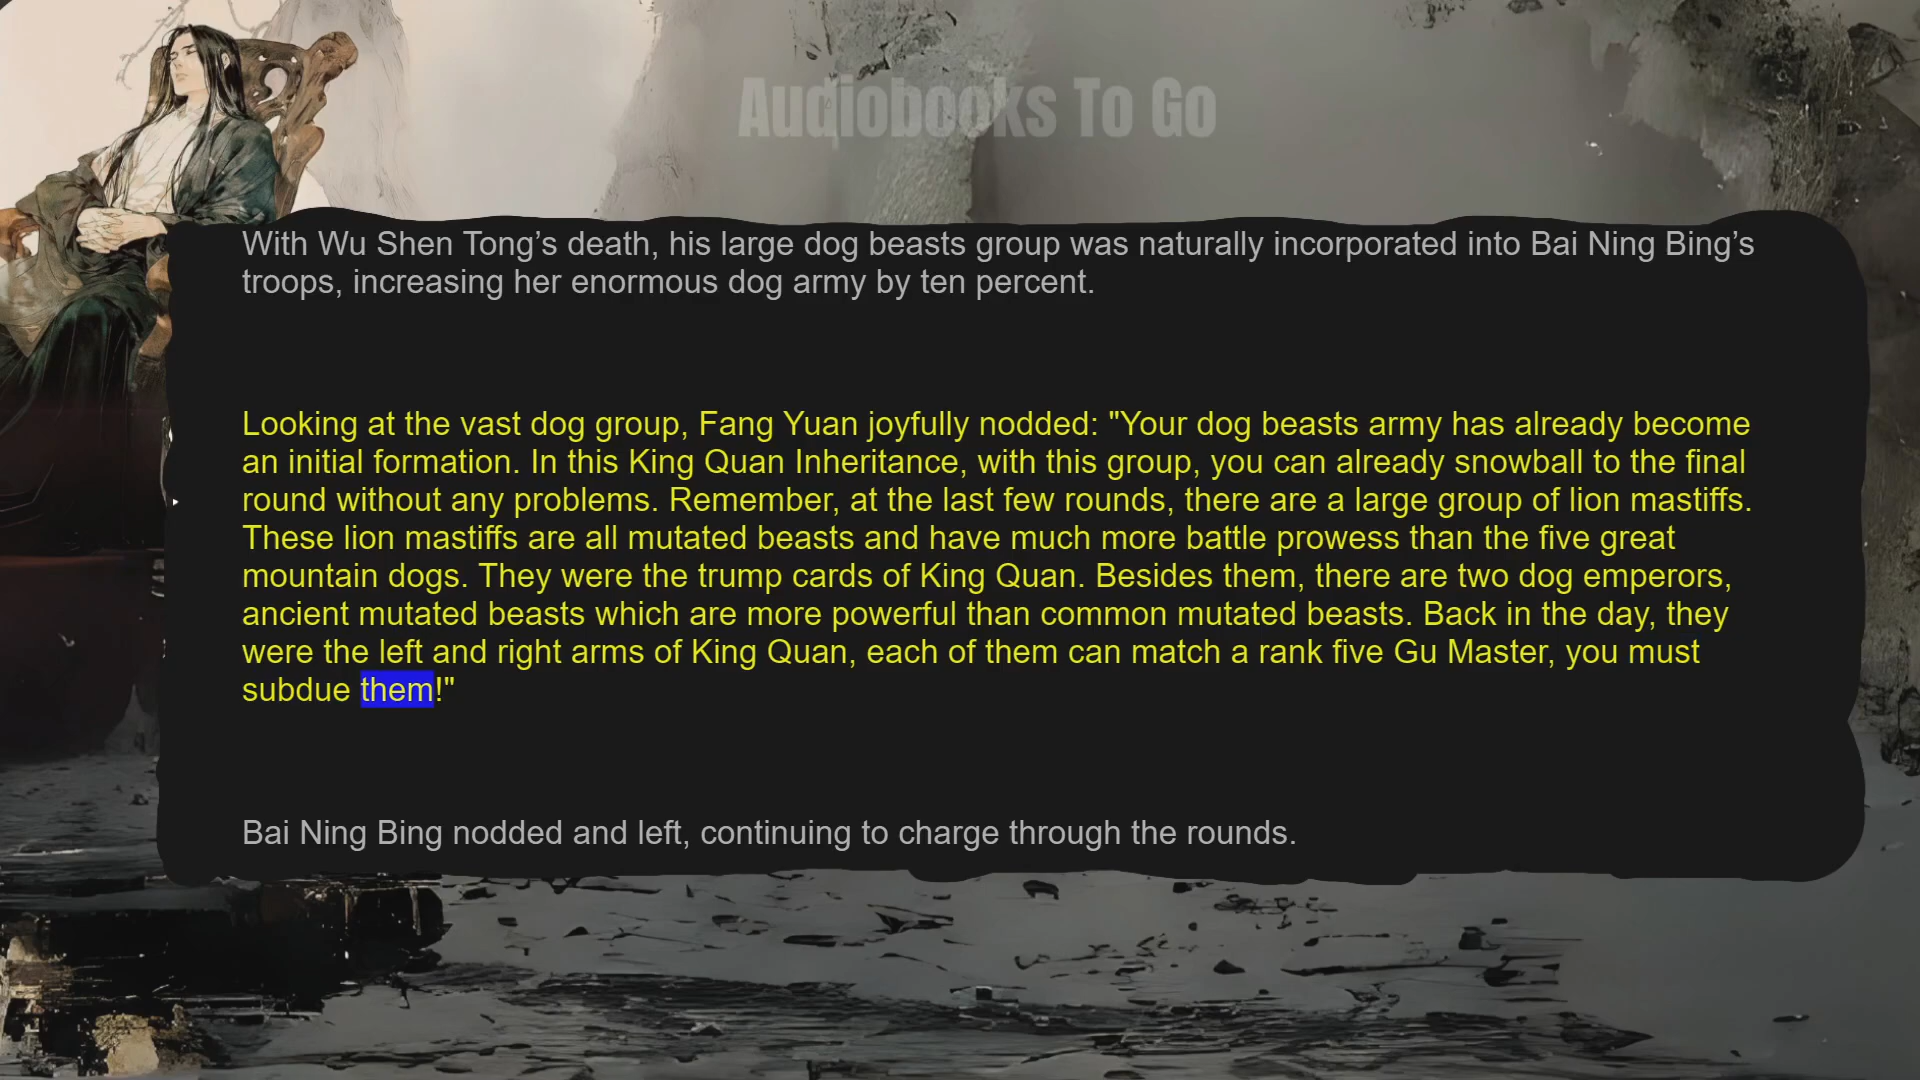 Audiobooks To Go
With Wu Shen Tong’s death, his large dog beasts group was naturally incorporated into Bai Ning Bing’s
troops, increasing her enormous dog army by ten percent.
Looking at the vast dog group, Fang Yuan joyfully nodded: "Your dog beasts army has already become
an initial formation. In this King Quan Inheritance, with this group, you can already snowball to the final
round without any problems. Remember, at the last few rounds, there are a large group of lion mastiffs.
These lion mastiffs are all mutated beasts and have much more battle prowess than the five great
mountain dogs. They were the trump cards of King Quan. Besides them, there are two dog emperors,
ancient mutated beasts which are more powerful than common mutated beasts. Back in the day, they
were the left and right arms of King Quan, each of them can match a rank five Gu Master, you must
subdue them!"
Bai Ning Bing nodded and left, continuing to charge through the rounds.